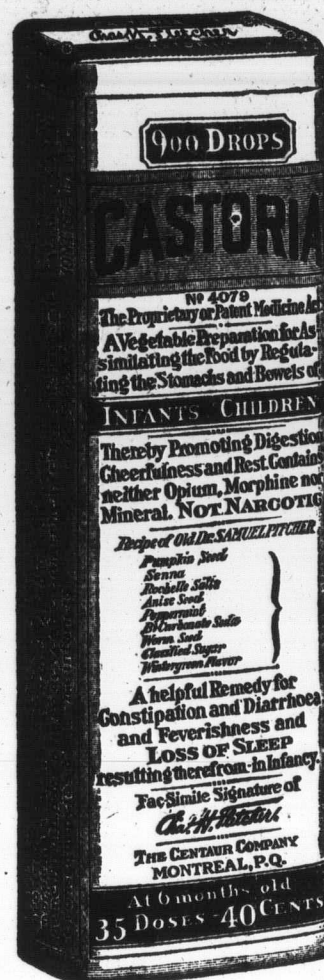 Chas. H. Fletcher
900 DROPS
CASTORIA
Nº 4079
The Proprietary or Patent Medicine Ac
A Vegetable Preparation for As
similating the Food by Regula-
ting the Stomachs and Bowels of
INFANTS CHILDREN
Thereby Promoting Digestion
Cheerfulness and Rest. Contains
neither Opium, Morphine nor
Mineral. NOT NARCOTIC
Recipe of Old Dr. SAMUEL PITCHER
Pumpkin Seed
Senna
Rochelle Salts
Anise Seed
Peppermint
Bi-Carbonate Soda
Worm Seed
Clarified Sugar
Wintergreen Flavor
A helpful Remedy for
Constipation and Diarrhoea
and Feverishness and
LOSS OF SLEEP
resulting therefrom-in Infancy.
Fac-Simile Signature of
Chas. H. Fletcher.
THE CENTAUR COMPANY
MONTREAL, P.Q.
At 6 months old
35 DOSES - 40 CENTS